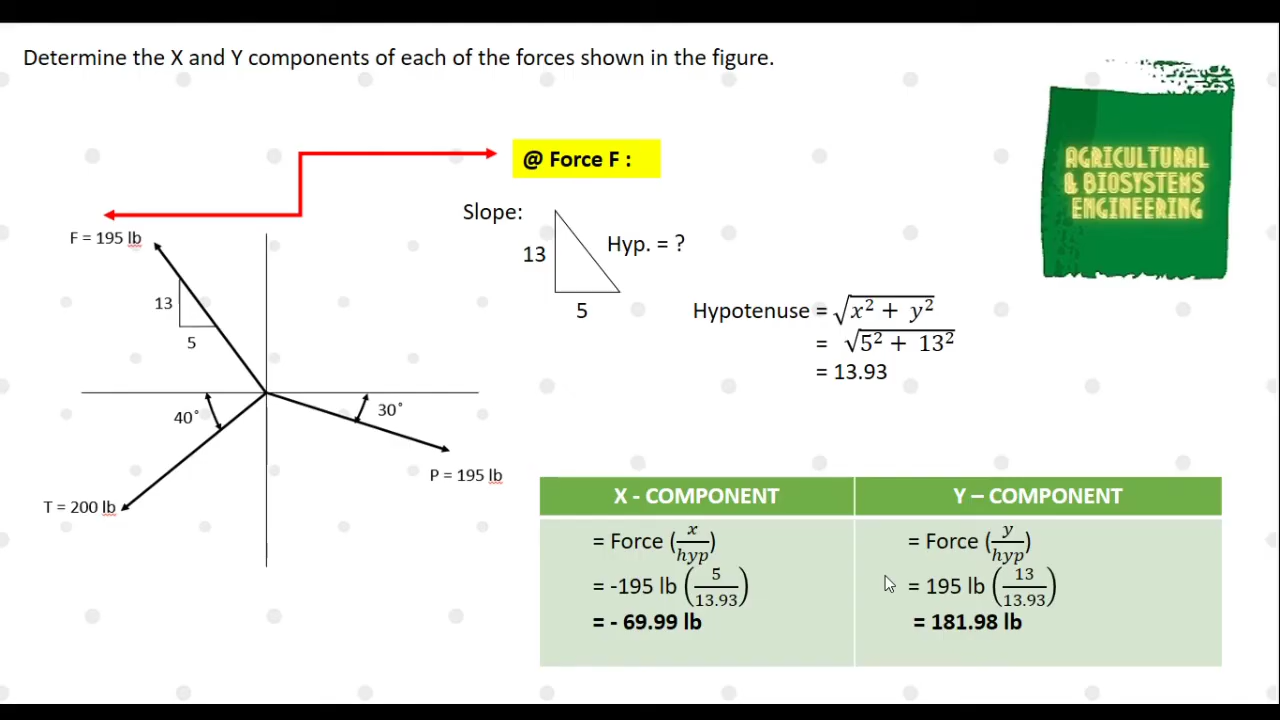 Determine the X and Y components of each of the forces shown in the figure.
AGRICULTURAL
& BIOSYSTEMS
ENGINEERING
@ Force F :
Slope:
13
Hyp. = ?
5
Hypotenuse = √(x² + y²)
= √(5² + 13²)
= 13.93
F = 195 lb
13
5
40°
30°
P = 195 lb
T = 200 lb
X - COMPONENT
= Force (x/hyp)
= -195 lb (5/13.93)
= - 69.99 lb
Y – COMPONENT
= Force (y/hyp)
= 195 lb (13/13.93)
= 181.98 lb